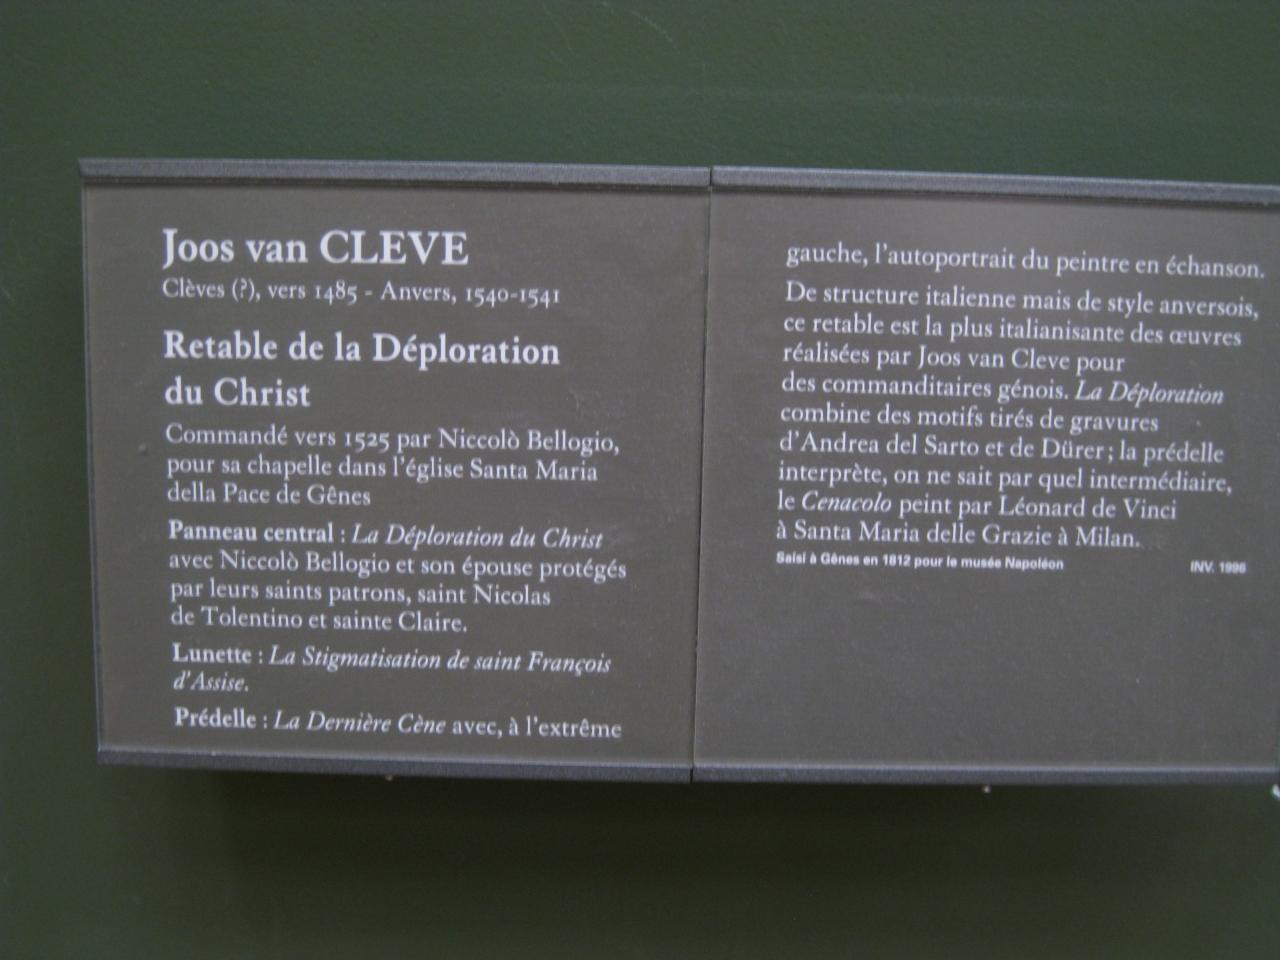 Joos van CLEVE
Clèves (?), vers 1485 - Anvers, 1540-1541
Retable de la Déploration
du Christ
Commandé vers 1525 par Niccolò Bellogio,
pour sa chapelle dans l'église Santa Maria
della Pace de Gênes
Panneau central : La Déploration du Christ
avec Niccolò Bellogio et son épouse protégés
par leurs saints patrons, saint Nicolas
de Tolentino et sainte Claire.
Lunette : La Stigmatisation de saint François
d'Assise.
Prédelle : La Dernière Cène avec, à l'extrême
gauche, l'autoportrait du peintre en échanson.
De structure italienne mais de style anversois,
ce retable est la plus italianisante des œuvres
réalisées par Joos van Cleve pour
des commanditaires génois. La Déploration
combine des motifs tirés de gravures
d'Andrea del Sarto et de Dürer ; la prédelle
interprète, on ne sait par quel intermédiaire,
le Cenacolo peint par Léonard de Vinci
à Santa Maria delle Grazie à Milan.
Saisi à Gênes en 1812 pour le musée Napoléon INV. 1996